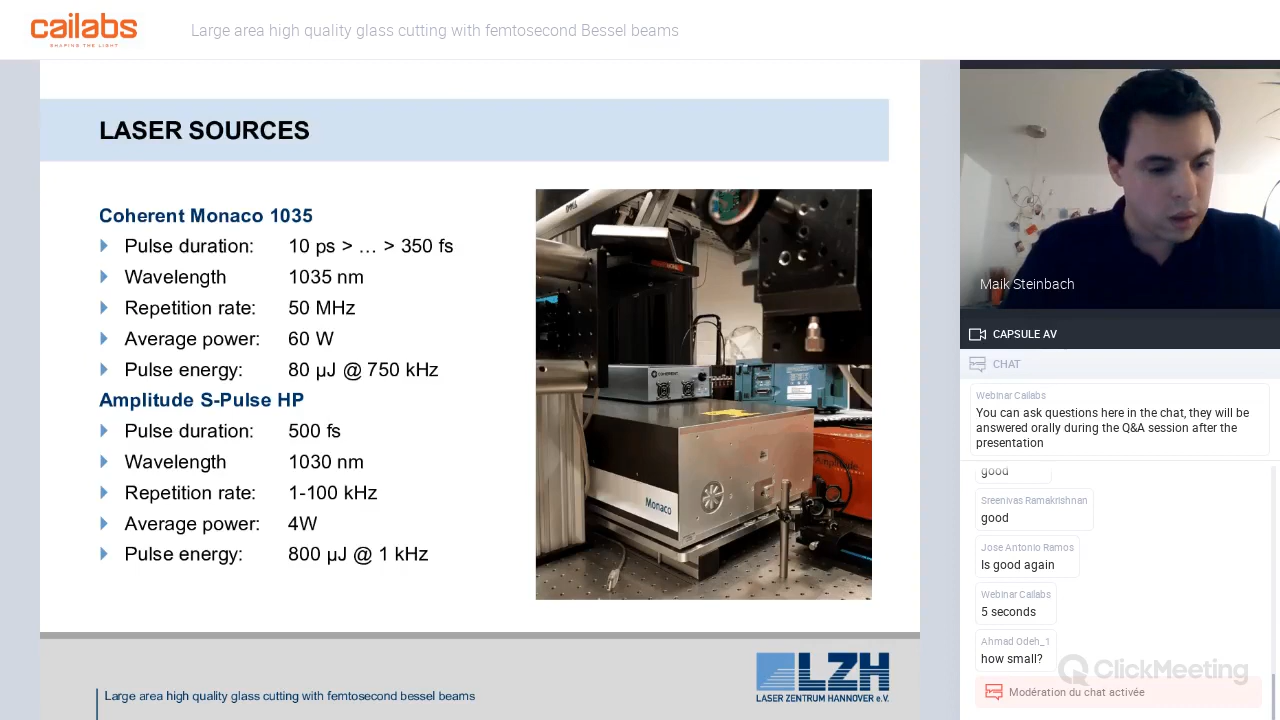 cailabs
SHAPING THE LIGHT
Large area high quality glass cutting with femtosecond Bessel beams
LASER SOURCES
Coherent Monaco 1035
Pulse duration: 10 ps > … > 350 fs
Wavelength 1035 nm
Repetition rate: 50 MHz
Average power: 60 W
Pulse energy: 80 µJ @ 750 kHz
Amplitude S-Pulse HP
Pulse duration: 500 fs
Wavelength 1030 nm
Repetition rate: 1-100 kHz
Average power: 4W
Pulse energy: 800 µJ @ 1 kHz
COHERENT
Monaco
Amplitude
Large area high quality glass cutting with femtosecond bessel beams
LZH
LASER ZENTRUM HANNOVER e.V.
Maik Steinbach
CAPSULE AV
CHAT
Webinar Cailabs
You can ask questions here in the chat, they will be
answered orally during the Q&A session after the
presentation
good
Sreenivas Ramakrishnan
good
Jose Antonio Ramos
Is good again
Webinar Cailabs
5 seconds
Ahmad Odeh_1
how small?
ClickMeeting
Modération du chat activée